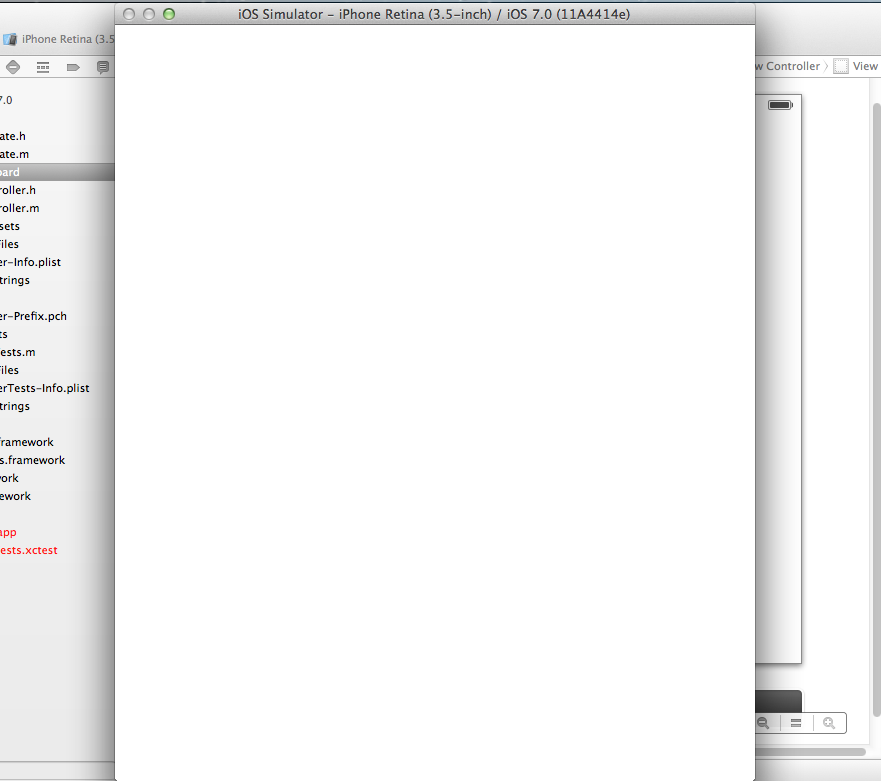 iOS Simulator – iPhone Retina (3.5-inch) / iOS 7.0 (11A4414e)
iPhone Retina (3.5
w Controller
View
7.0
ate.h
ate.m
oard
roller.h
roller.m
sets
Files
er-Info.plist
trings
er-Prefix.pch
ts
Tests.m
Files
erTests-Info.plist
trings
framework
s.framework
work
ework
app
ests.xctest